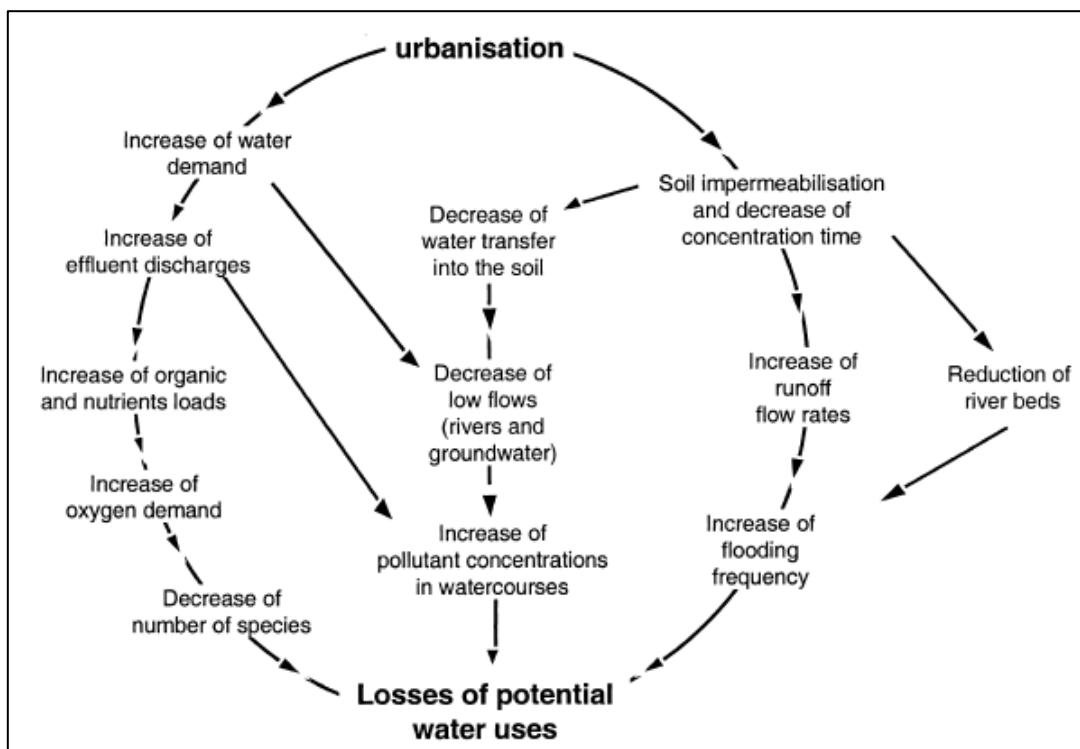 urbanisation
Increase of water
demand
Soil impermeabilisation
and decrease of
concentration time
Decrease of
water transfer
into the soil
Increase of
effluent discharges
Increase of organic
and nutrients loads
Decrease of
low flows
(rivers and
groundwater)
Increase of
runoff
flow rates
Reduction of
river beds
Increase of
oxygen demand
Increase of
pollutant concentrations
in watercourses
Increase of
flooding
frequency
Decrease of
number of species
Losses of potential
water uses